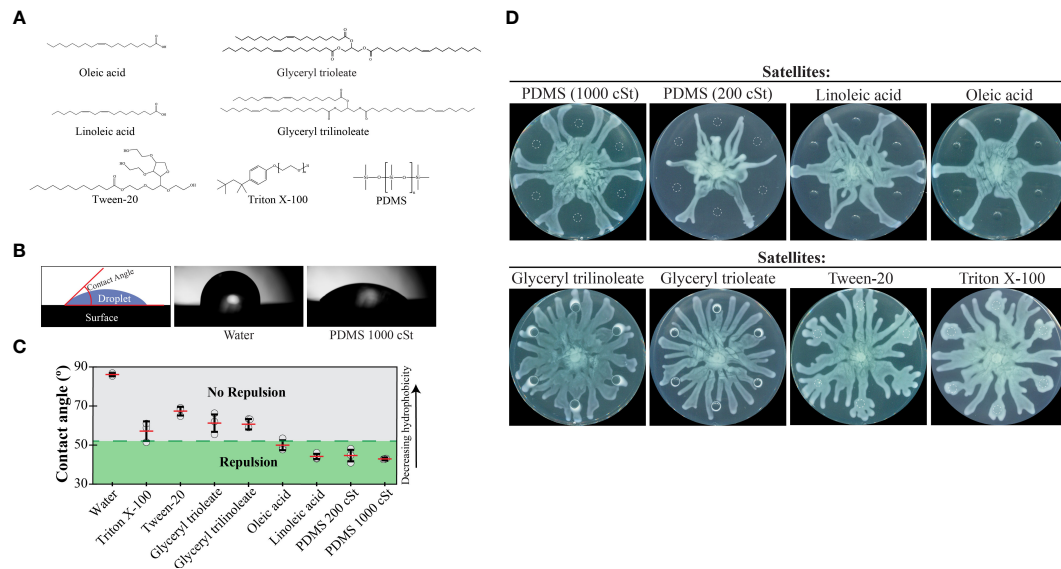 A
Oleic acid
Glyceryl trioleate
Linoleic acid
Glyceryl trilinoleate
Tween-20
Triton X-100
PDMS
B
Contact Angle
Droplet
Surface
Water
PDMS 1000 cSt
C
Contact angle (º)
90
70
50
30
No Repulsion
Repulsion
Decreasing hydrophobicity
Water
Triton X-100
Tween-20
Glyceryl trioleate
Glyceryl trilinoleate
Oleic acid
Linoleic acid
PDMS 200 cSt
PDMS 1000 cSt
D
Satellites:
PDMS (1000 cSt)
PDMS (200 cSt)
Linoleic acid
Oleic acid
Satellites:
Glyceryl trilinoleate
Glyceryl trioleate
Tween-20
Triton X-100